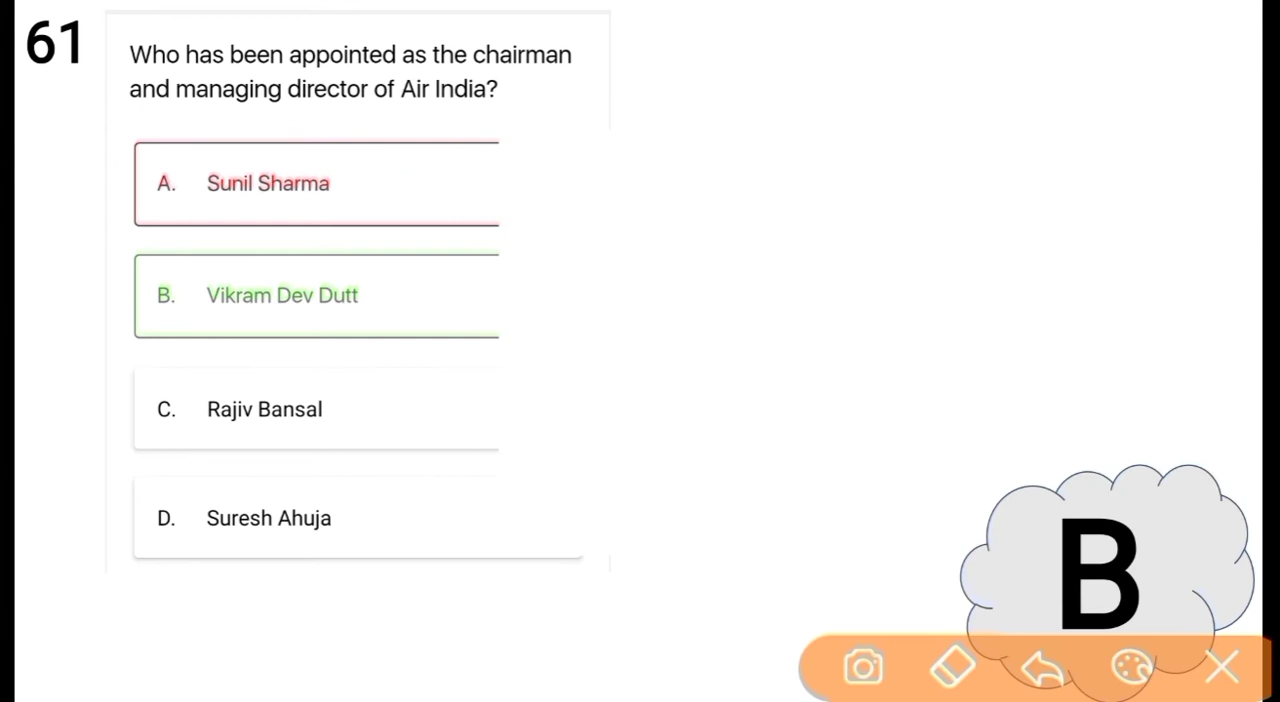 61
Who has been appointed as the chairman
and managing director of Air India?
A. Sunil Sharma
B. Vikram Dev Dutt
C. Rajiv Bansal
D. Suresh Ahuja
B